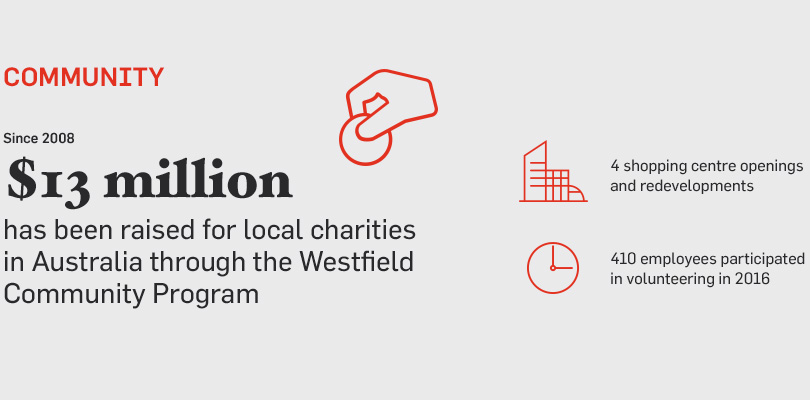 COMMUNITY
Since 2008
$13 million
has been raised for local charities
in Australia through the Westfield
Community Program
4 shopping centre openings
and redevelopments
410 employees participated
in volunteering in 2016